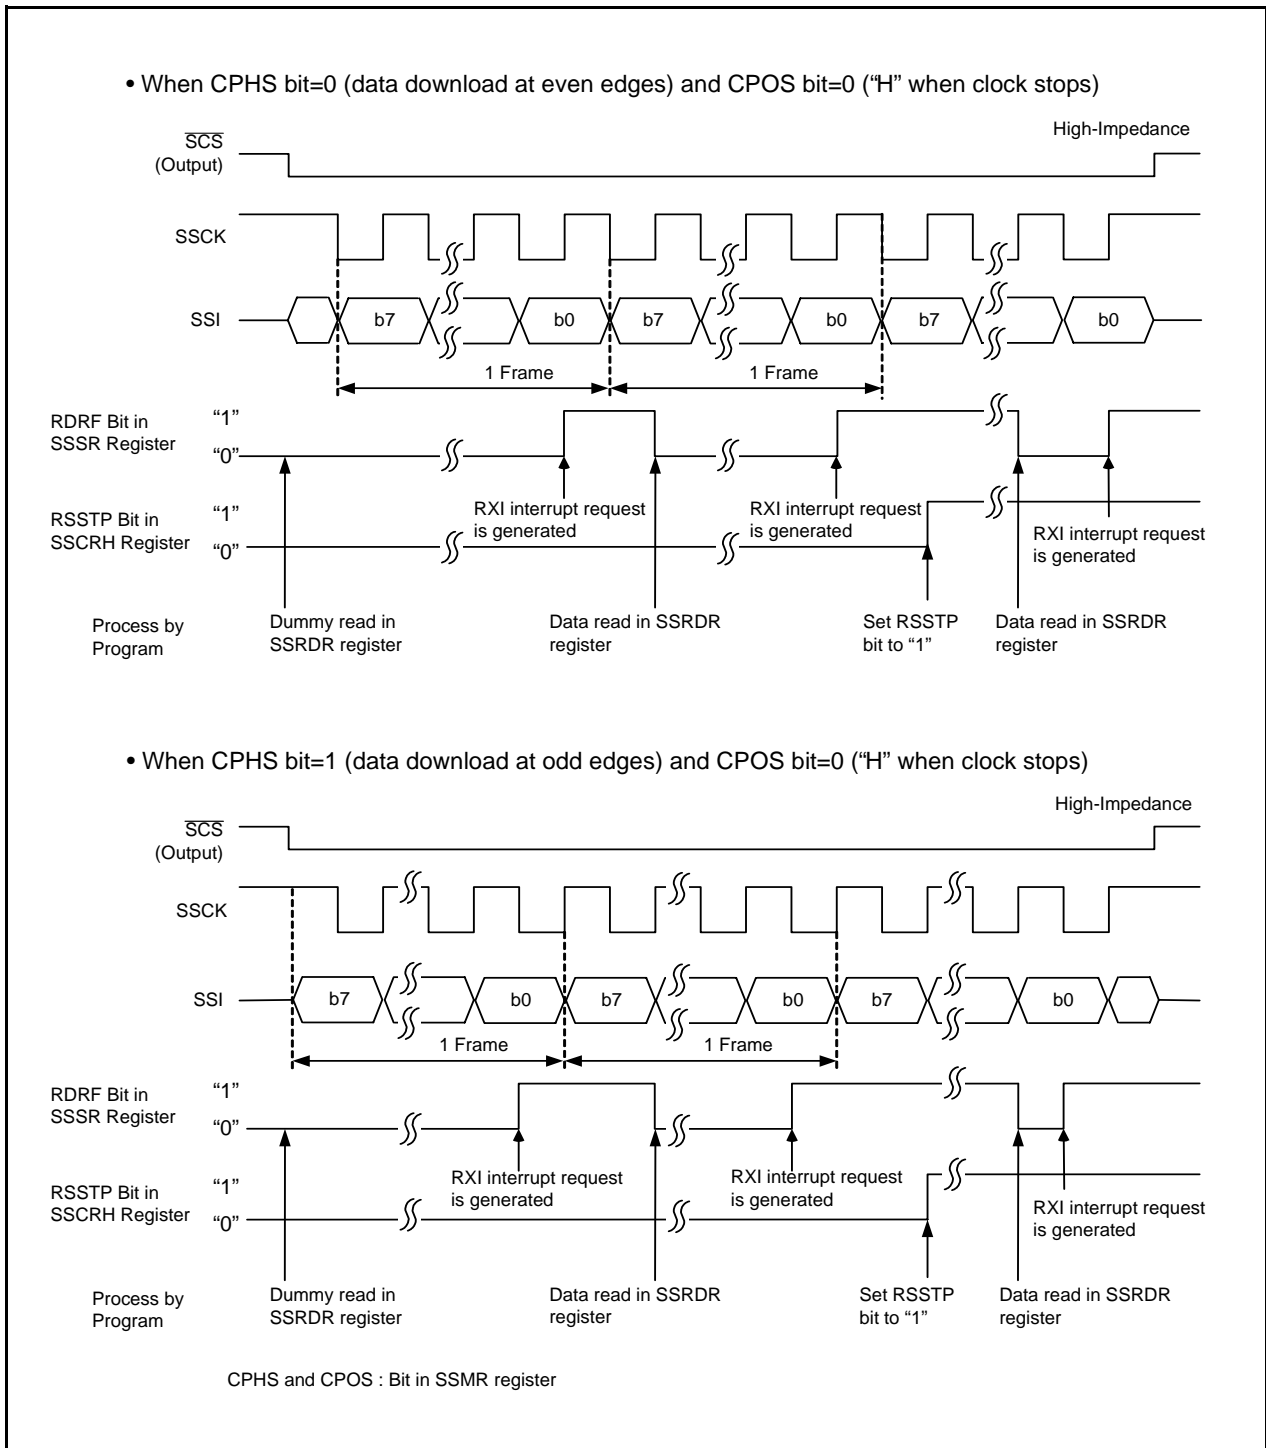 • When CPHS bit=0 (data download at even edges) and CPOS bit=0 (“H” when clock stops)
High-Impedance
SCS
(Output)
SSCK
SSI
b7
b0
b7
b0
b7
b0
1 Frame
1 Frame
RDRF Bit in
SSSR Register
“1”
“0”
RXI interrupt request
is generated
RXI interrupt request
is generated
RXI interrupt request
is generated
RSSTP Bit in
SSCRH Register
“1”
“0”
Process by
Program
Dummy read in
SSRDR register
Data read in SSRDR
register
Set RSSTP
bit to “1”
Data read in SSRDR
register
• When CPHS bit=1 (data download at odd edges) and CPOS bit=0 (“H” when clock stops)
High-Impedance
SCS
(Output)
SSCK
SSI
b7
b0
b7
b0
b7
b0
1 Frame
1 Frame
RDRF Bit in
SSSR Register
“1”
“0”
RXI interrupt request
is generated
RXI interrupt request
is generated
RXI interrupt request
is generated
RSSTP Bit in
SSCRH Register
“1”
“0”
Process by
Program
Dummy read in
SSRDR register
Data read in SSRDR
register
Set RSSTP
bit to “1”
Data read in SSRDR
register
CPHS and CPOS : Bit in SSMR register